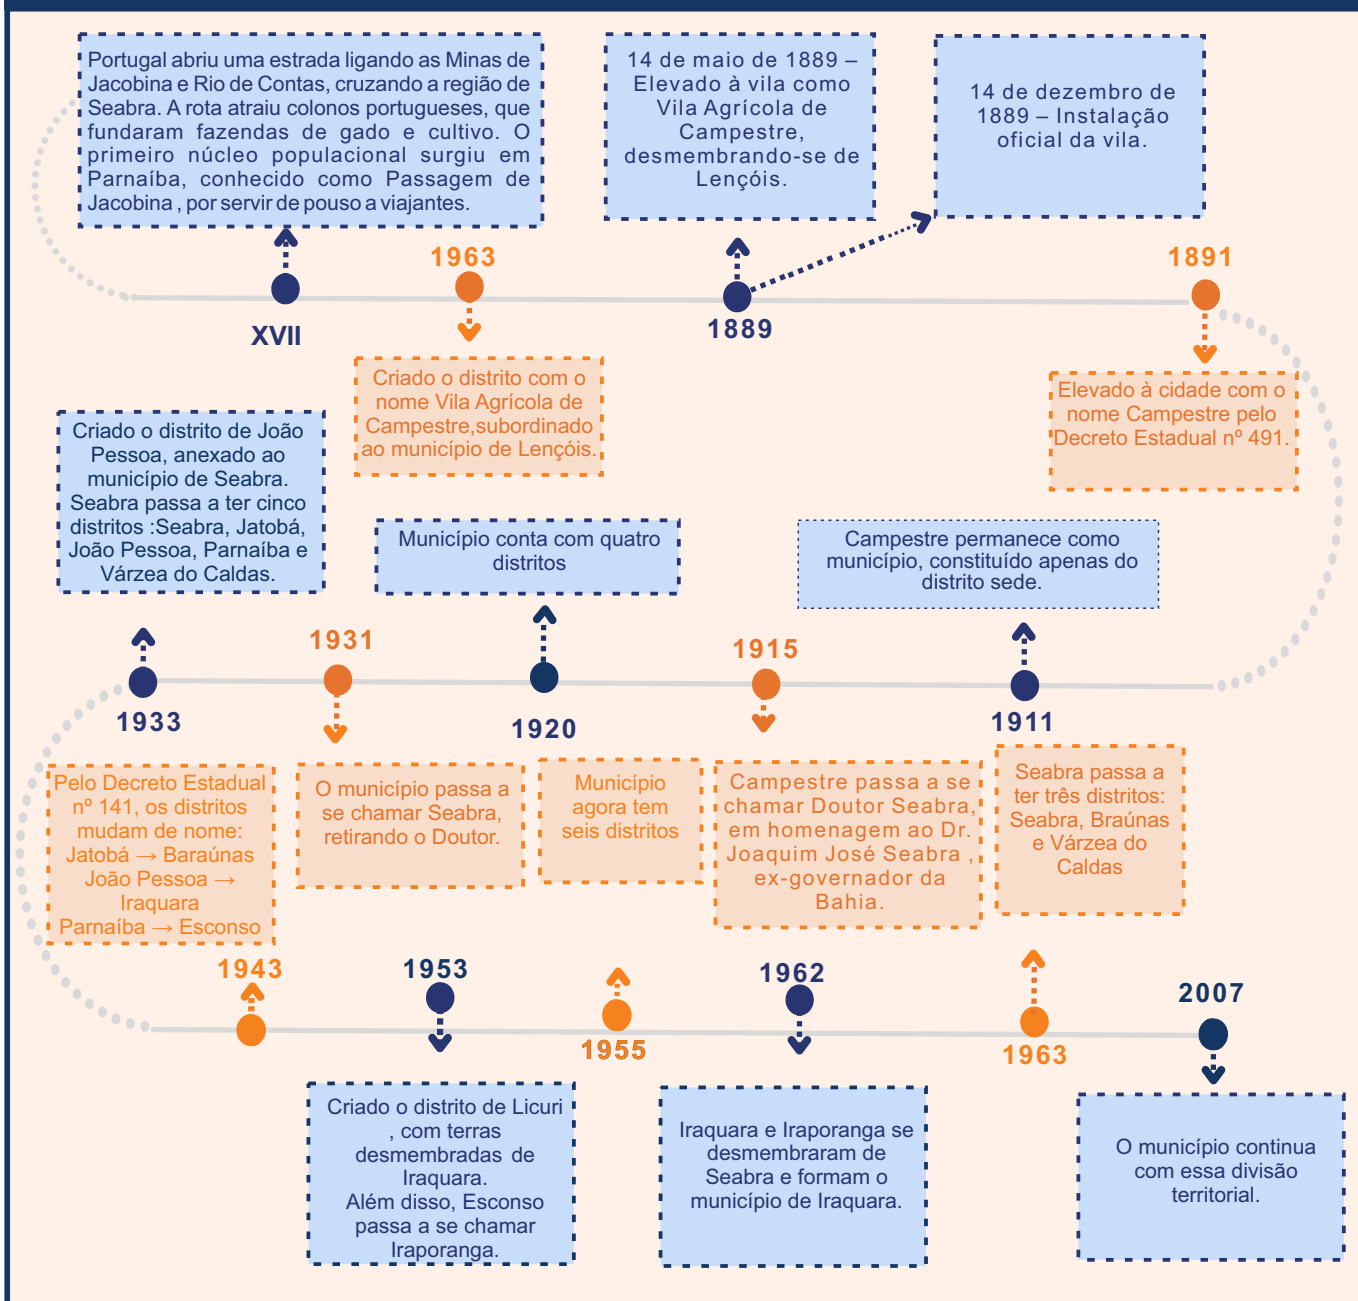 Portugal abriu uma estrada ligando as Minas de
Jacobina e Rio de Contas, cruzando a região de
Seabra. A rota atraiu colonos portugueses, que
fundaram fazendas de gado e cultivo. O
primeiro núcleo populacional surgiu em
Parnaíba, conhecido como Passagem de
Jacobina , por servir de pouso a viajantes.
XVII
1963
Criado o distrito com o
nome Vila Agrícola de
Campestre,subordinado
ao município de Lençóis.
14 de maio de 1889 –
Elevado à vila como
Vila Agrícola de
Campestre,
desmembrando-se de
Lençóis.
1889
14 de dezembro de
1889 – Instalação
oficial da vila.
1891
Elevado à cidade com o
nome Campestre pelo
Decreto Estadual nº 491.
Criado o distrito de João
Pessoa, anexado ao
município de Seabra.
Seabra passa a ter cinco
distritos :Seabra, Jatobá,
João Pessoa, Parnaíba e
Várzea do Caldas.
1933
1931
O município passa a
se chamar Seabra,
retirando o Doutor.
Município conta com quatro
distritos
1920
1915
Campestre passa a se
chamar Doutor Seabra,
em homenagem ao Dr.
Joaquim José Seabra ,
ex-governador da
Bahia.
Campestre permanece como
município, constituído apenas do
distrito sede.
1911
Pelo Decreto Estadual
nº 141, os distritos
mudam de nome:
Jatobá → Baraúnas
João Pessoa →
Iraquara
Parnaíba → Esconso
1943
1953
Criado o distrito de Licuri
, com terras
desmembradas de
Iraquara.
Além disso, Esconso
passa a se chamar
Iraporanga.
Município
agora tem
seis distritos
1955
1962
Iraquara e Iraporanga se
desmembraram de
Seabra e formam o
município de Iraquara.
Seabra passa a
ter três distritos:
Seabra, Braúnas
e Várzea do
Caldas
1963
2007
O município continua
com essa divisão
territorial.